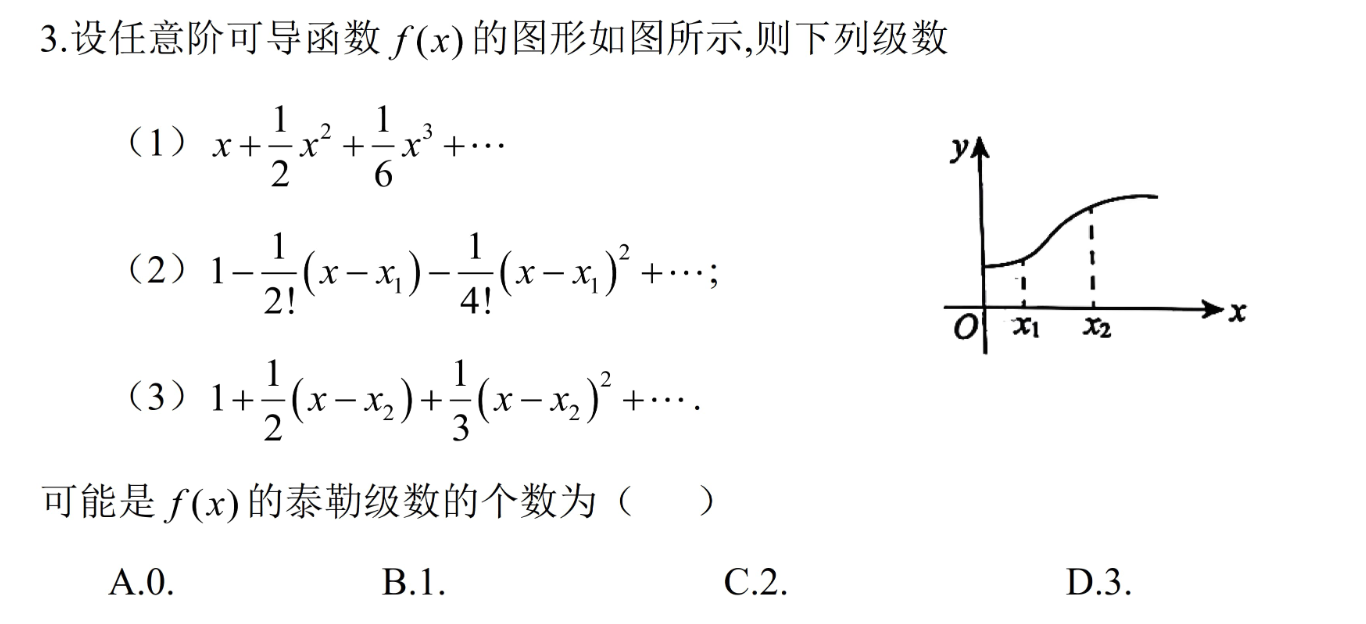 3.设任意阶可导函数 f(x) 的图形如图所示,则下列级数
（1） x+\frac{1}{2}x^2+\frac{1}{6}x^3+⋯
（2） 1-\frac{1}{2!}(x-x_1)-\frac{1}{4!}(x-x_1)^2+⋯;
（3） 1+\frac{1}{2}(x-x_2)+\frac{1}{3}(x-x_2)^2+⋯.
y
O x_1 x_2 x
可能是 f(x) 的泰勒级数的个数为（ ）
A.0. B.1. C.2. D.3.